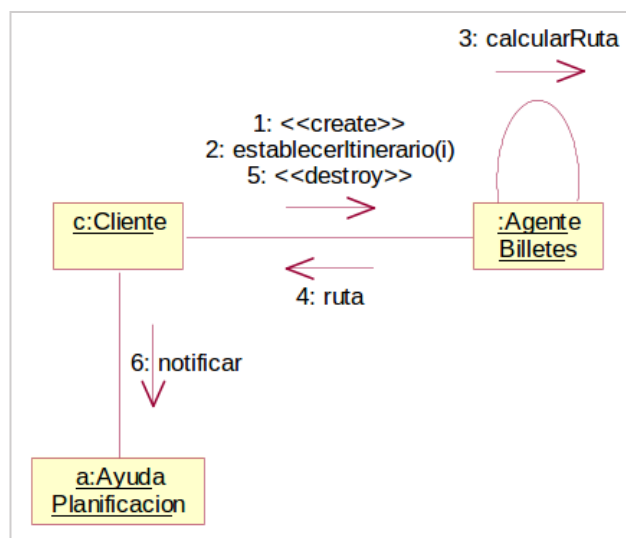 3: calcularRuta
1: <<create>>
2: establecerItinerario(i)
5: <<destroy>>
c:Cliente
:Agente
Billetes
4: ruta
6: notificar
a:Ayuda
Planificacion